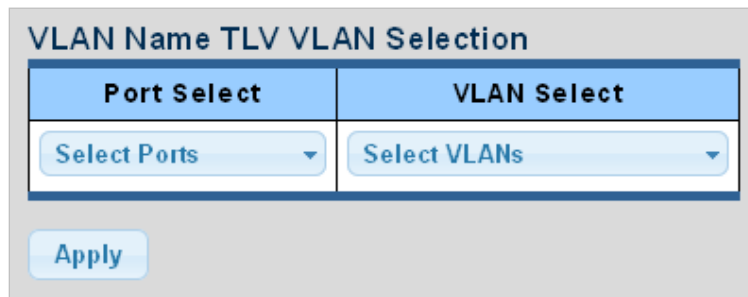 VLAN Name TLV VLAN Selection
Port Select VLAN Select
Select Ports Select VLANs
Apply